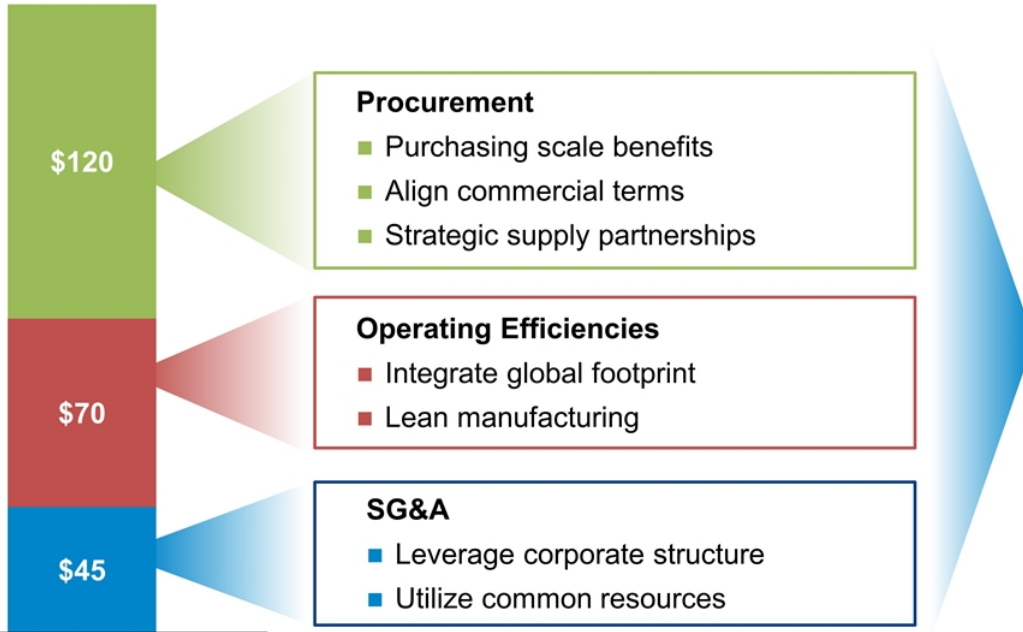 $120
Procurement
Purchasing scale benefits
Align commercial terms
Strategic supply partnerships
$70
Operating Efficiencies
Integrate global footprint
Lean manufacturing
$45
SG&A
Leverage corporate structure
Utilize common resources